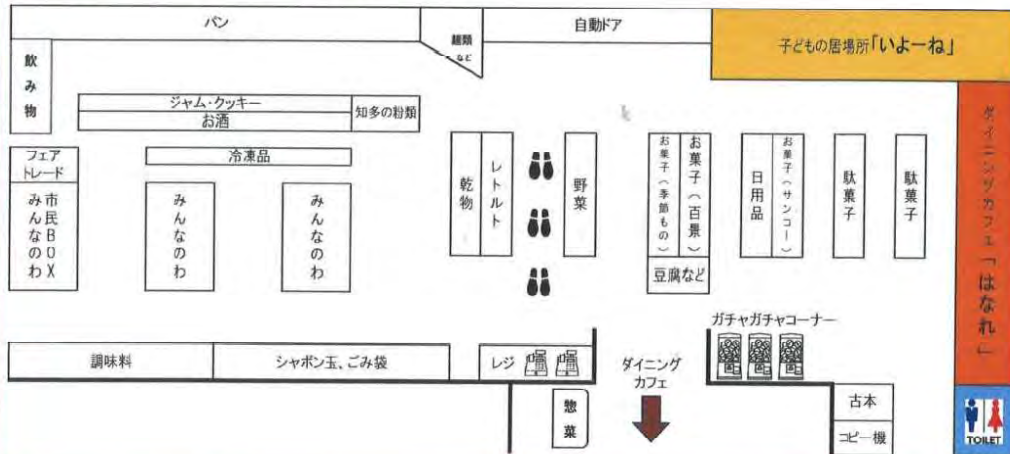 パン
麺類
など
自動ドア
子どもの居場所「いよーね」
飲み物
ジャム・クッキー
お酒
知多の粉類
ダイニングカフェ「はなれ」
フェア
トレード
市民BOX
みんなのわ
冷凍品
みんなのわ
みんなのわ
乾物
レトルト
野菜
お菓子(季節もの)
お菓子(百景)
豆腐など
日用品
お菓子(サンコー)
駄菓子
駄菓子
ガチャガチャコーナー
調味料
シャボン玉、ごみ袋
レジ
ダイニング
カフェ
惣菜
古本
コピー機
TOILET